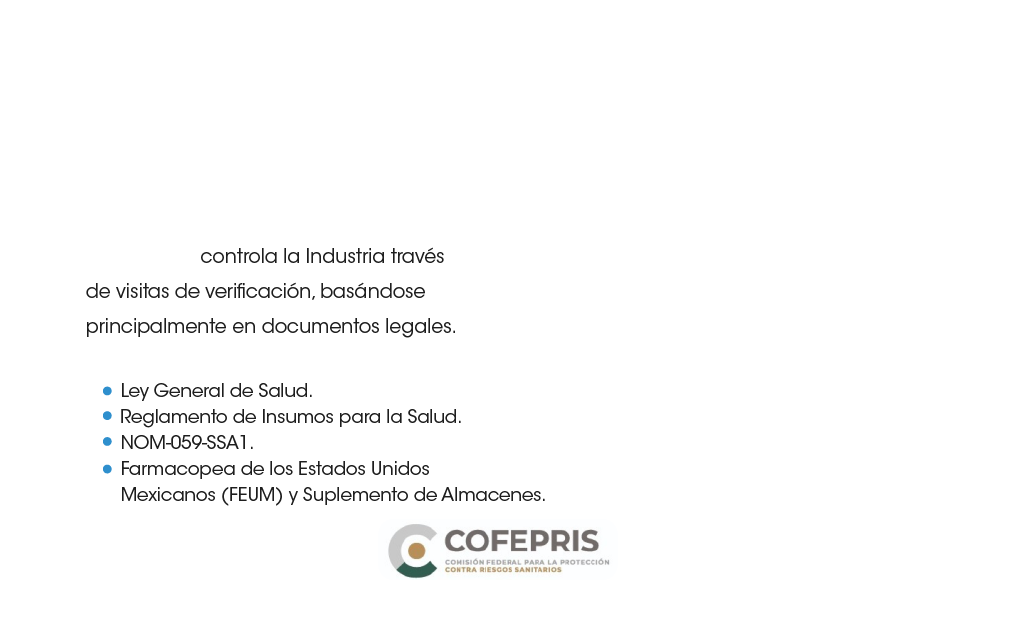 controla la Industria través
de visitas de verificación, basándose
principalmente en documentos legales.
Ley General de Salud.
Reglamento de Insumos para la Salud.
NOM-059-SSA1.
Farmacopea de los Estados Unidos
Mexicanos (FEUM) y Suplemento de Almacenes.
COFEPRIS
COMISIÓN FEDERAL PARA LA PROTECCIÓN
CONTRA RIESGOS SANITARIOS